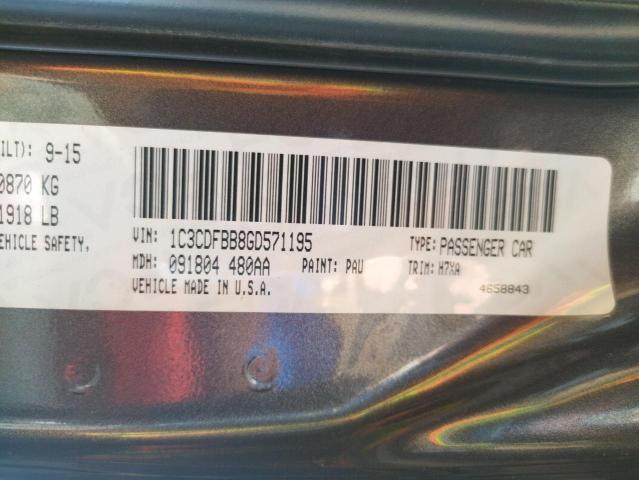 ILT): 9-15
0870 KG
1918 LB
EHICLE SAFETY,
VIN: 1C3CDFBB8GD571195 TYPE: PASSENGER CAR
MDH: 091804 480AA PAINT: PAU TRIM: H7XA
VEHICLE MADE IN U.S.A. 4658843